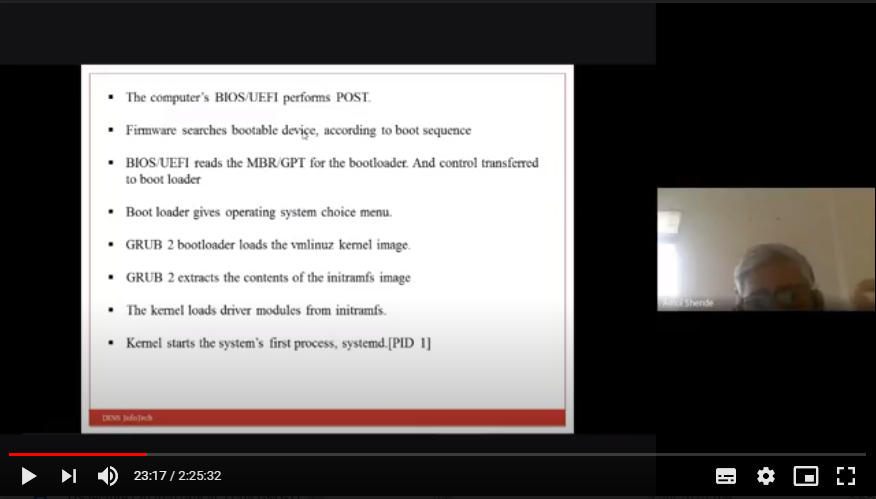 The computer's BIOS/UEFI performs POST.
Firmware searches bootable device, according to boot sequence
BIOS/UEFI reads the MBR/GPT for the bootloader. And control transferred
to boot loader
Boot loader gives operating system choice menu.
GRUB 2 bootloader loads the vmlinuz kernel image.
GRUB 2 extracts the contents of the initramfs image
The kernel loads driver modules from initramfs.
Kernel starts the system's first process, systemd.[PID 1]
InfoTech
Shende
23:17 / 2:25:32